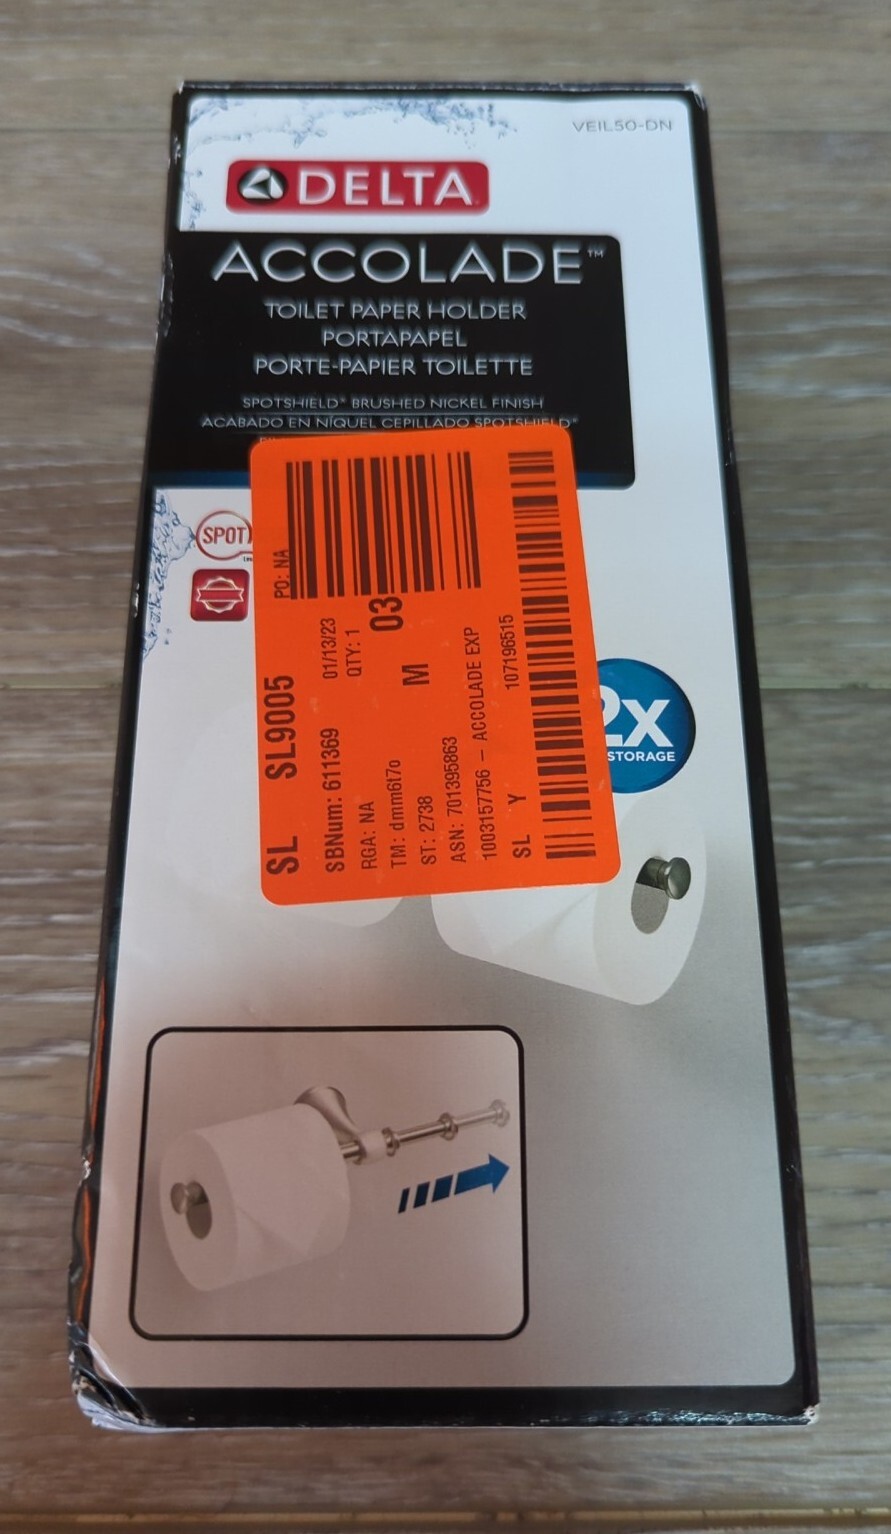 VEIL50-DN
DELTA
ACCOLADE™
TOILET PAPER HOLDER
PORTAPAPEL
PORTE-PAPIER TOILETTE
SPOTSHIELD® BRUSHED NICKEL FINISH
ACABADO EN NÍQUEL CEPILLADO SPOTSHIELD®
SPOT
2X
STORAGE
PO: NA
SL SL9005
SBNum: 611369 01/13/23
RGA: NA QTY: 1
TM: dmm6t7o 03
ST: 2738 M
ASN: 701395863
1003157756 – ACCOLADE EXP
SL Y 107196515